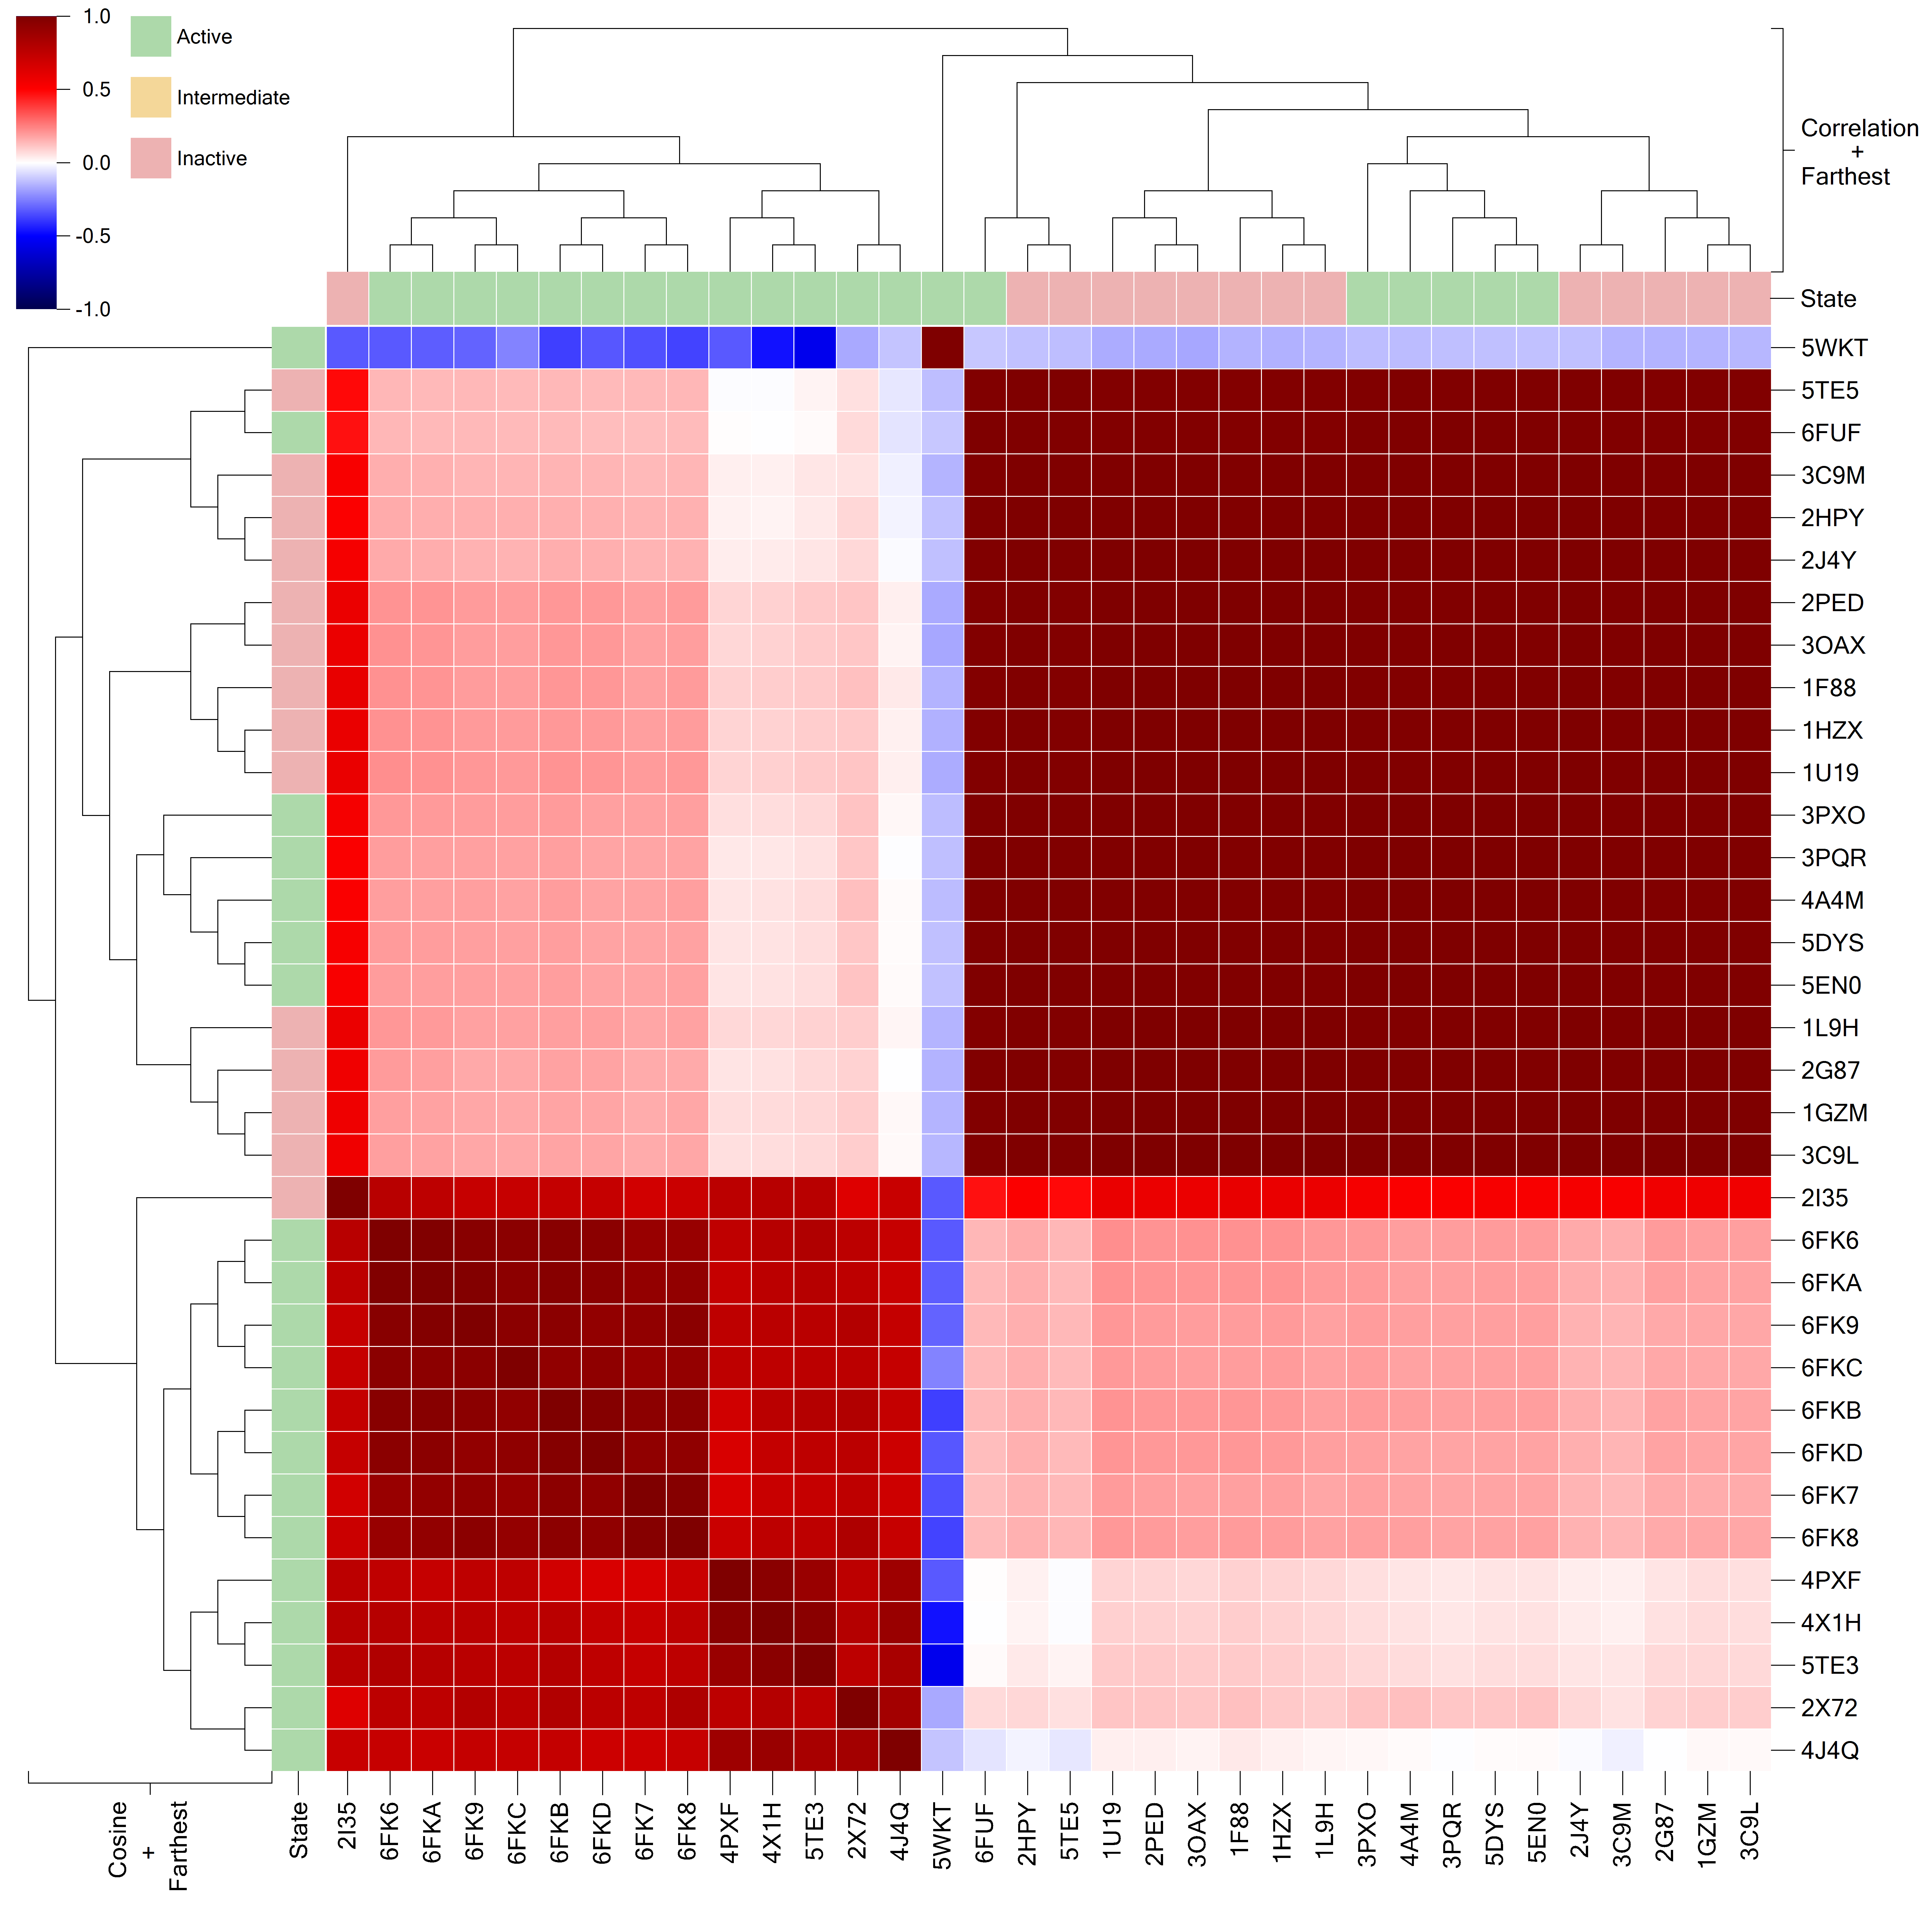 1.0
0.5
0.0
-0.5
-1.0
Active
Intermediate
Inactive
Correlation
+
Farthest
State
5WKT
5TE5
6FUF
3C9M
2HPY
2J4Y
2PED
3OAX
1F88
1HZX
1U19
3PXO
3PQR
4A4M
5DYS
5EN0
1L9H
2G87
1GZM
3C9L
2I35
6FK6
6FKA
6FK9
6FKC
6FKB
6FKD
6FK7
6FK8
4PXF
4X1H
5TE3
2X72
4J4Q
Cosine
+
Farthest
State
2I35
6FK6
6FKA
6FK9
6FKC
6FKB
6FKD
6FK7
6FK8
4PXF
4X1H
5TE3
2X72
4J4Q
5WKT
6FUF
2HPY
5TE5
1U19
2PED
3OAX
1F88
1HZX
1L9H
3PXO
4A4M
3PQR
5DYS
5EN0
2J4Y
3C9M
2G87
1GZM
3C9L